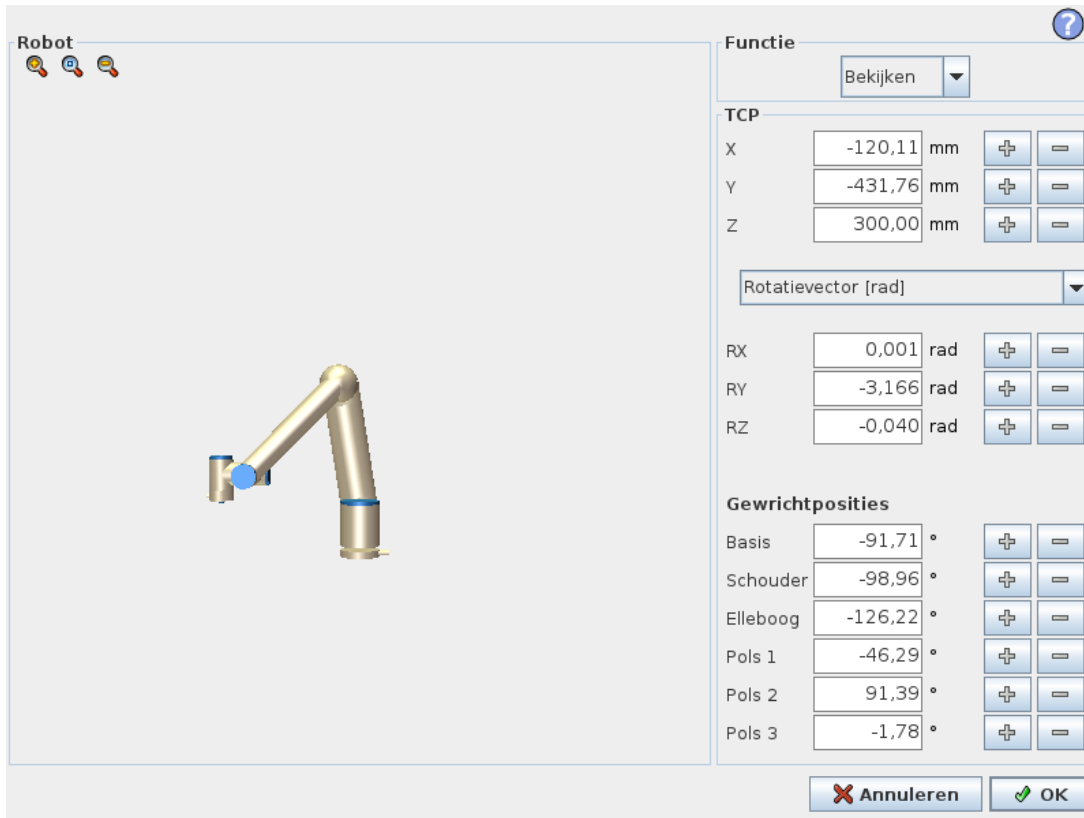 Robot
Functie
Bekijken
TCP
X -120,11 mm
Y -431,76 mm
Z 300,00 mm
Rotatievector [rad]
RX 0,001 rad
RY -3,166 rad
RZ -0,040 rad
Gewrichtposities
Basis -91,71 °
Schouder -98,96 °
Elleboog -126,22 °
Pols 1 -46,29 °
Pols 2 91,39 °
Pols 3 -1,78 °
Annuleren OK